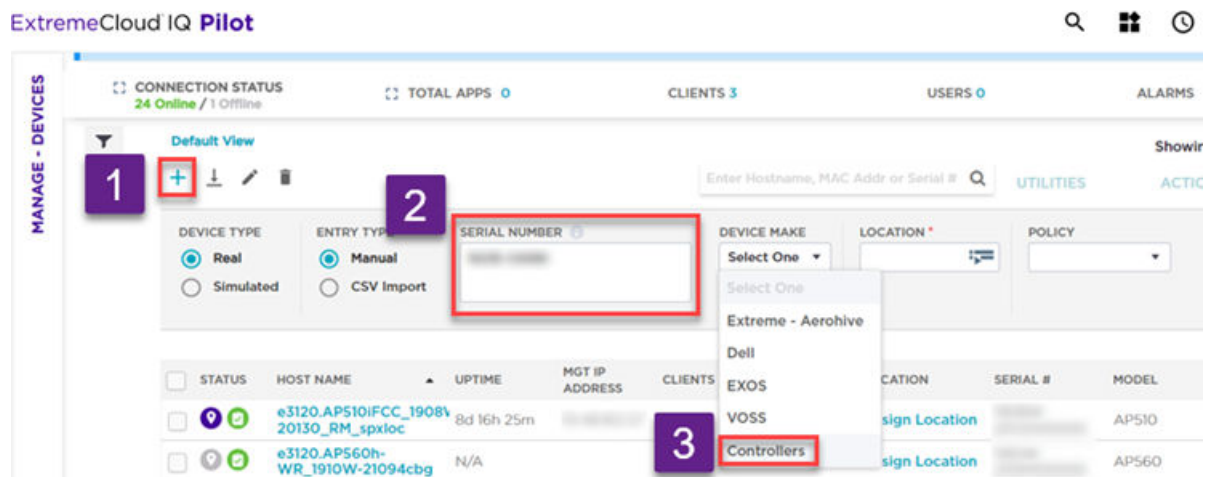 ExtremeCloud IQ Pilot
MANAGE - DEVICES
CONNECTION STATUS
24 Online / 1 Offline
TOTAL APPS 0
CLIENTS 3
USERS 0
ALARMS
Default View
Showin
1
2
Enter Hostname, MAC Addr or Serial #
UTILITIES
ACTIO
DEVICE TYPE
Real
Simulated
ENTRY TYPE
Manual
CSV Import
SERIAL NUMBER
DEVICE MAKE
Select One
Select One
Extreme - Aerohive
Dell
EXOS
VOSS
Controllers
3
LOCATION *
POLICY
STATUS HOST NAME UPTIME MGT IP ADDRESS CLIENTS CATION SERIAL # MODEL
e3120.AP510iFCC_1908W
20130_RM_spxloc
8d 16h 25m
sign Location
AP510
e3120.AP560h-
WR_1910W-21094cbg
N/A
sign Location
AP560